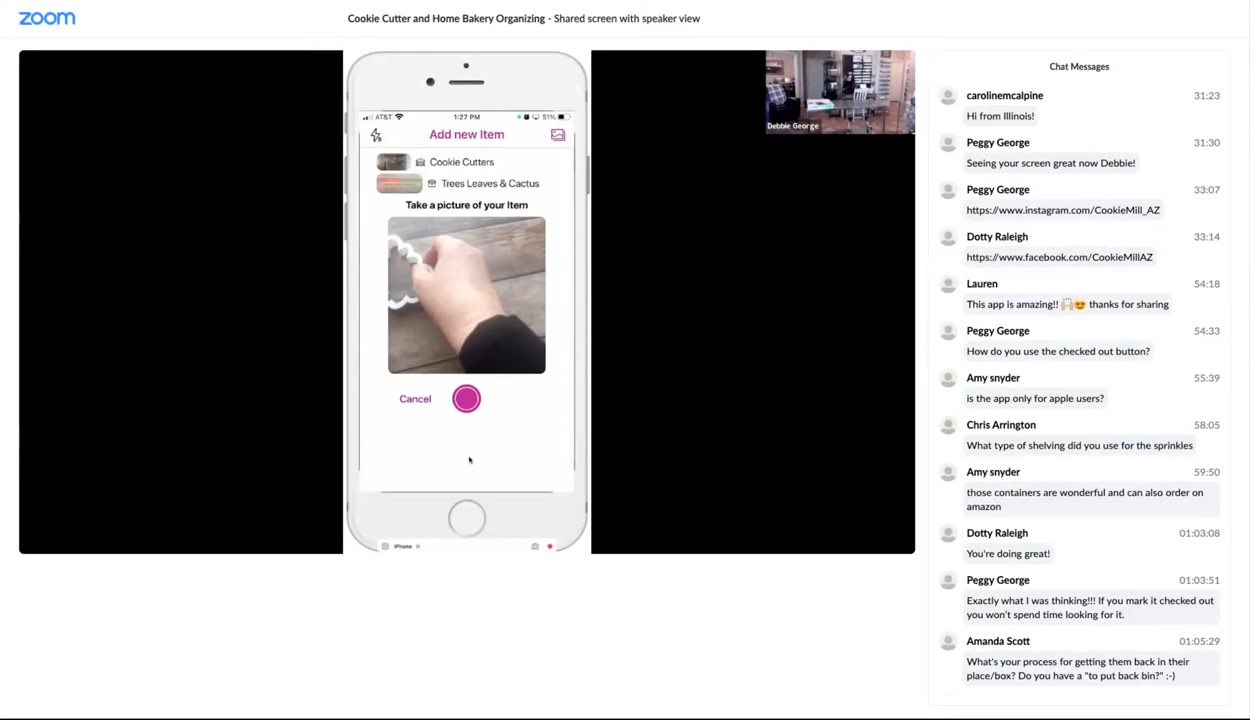 zoom
Cookie Cutter and Home Bakery Organizing - Shared screen with speaker view
AT&T 1:27 PM 51%
Add new Item
Cookie Cutters
Trees Leaves & Cactus
Take a picture of your Item
Cancel
iPhone
Debbie George
Chat Messages
carolinemcalpine 31:23
Hi from Illinois!
Peggy George 31:30
Seeing your screen great now Debbie!
Peggy George 33:07
https://www.instagram.com/CookieMill_AZ
Dotty Raleigh 33:14
https://www.facebook.com/CookieMillAZ
Lauren 54:18
This app is amazing!! 🙌🏻😍 thanks for sharing
Peggy George 54:33
How do you use the checked out button?
Amy snyder 55:39
is the app only for apple users?
Chris Arrington 58:05
What type of shelving did you use for the sprinkles
Amy snyder 59:50
those containers are wonderful and can also order on
amazon
Dotty Raleigh 01:03:08
You're doing great!
Peggy George 01:03:51
Exactly what I was thinking!!! If you mark it checked out
you won't spend time looking for it.
Amanda Scott 01:05:29
What's your process for getting them back in their
place/box? Do you have a "to put back bin?" :-)